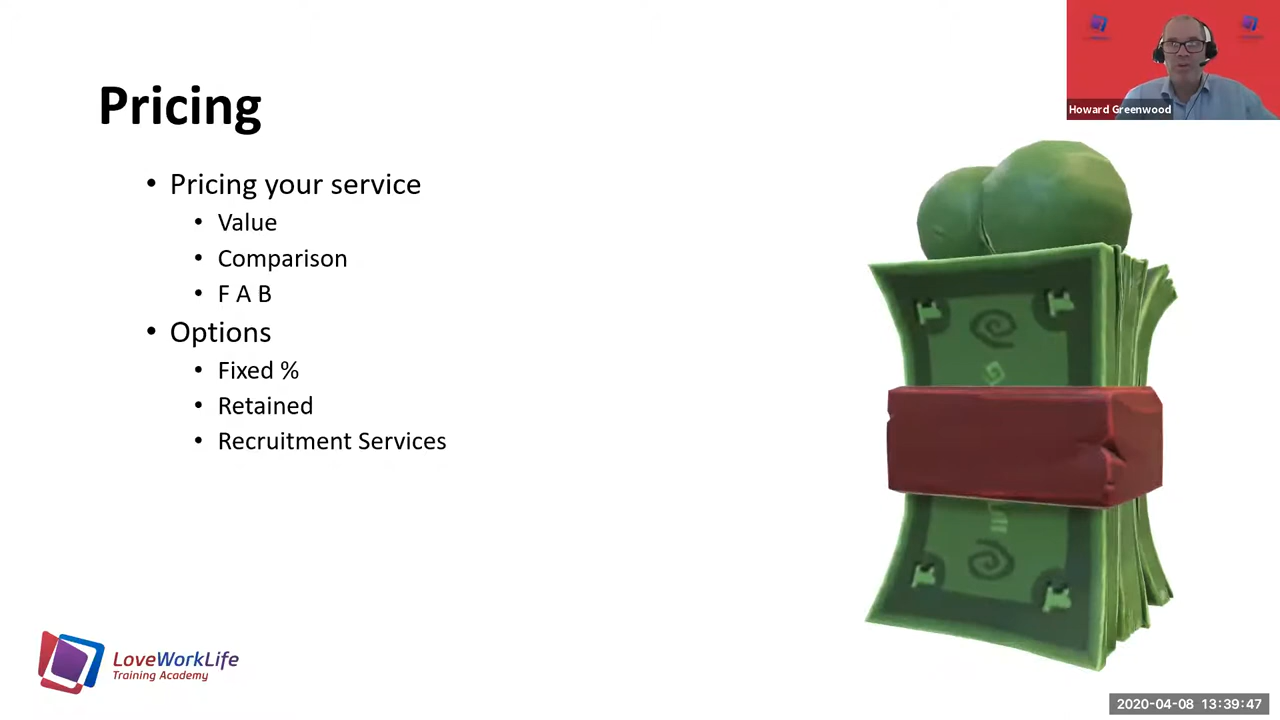 Howard Greenwood
Pricing
• Pricing your service
• Value
• Comparison
• F A B
• Options
• Fixed %
• Retained
• Recruitment Services
LoveWorkLife
Training Academy
2020-04-08 13:39:47